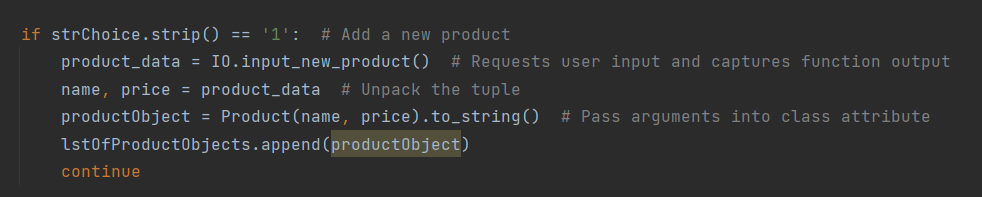 if strChoice.strip() == '1':  # Add a new product
    product_data = IO.input_new_product()  # Requests user input and captures function output
    name, price = product_data  # Unpack the tuple
    productObject = Product(name, price).to_string()  # Pass arguments into class attribute
    lstOfProductObjects.append(productObject)
    continue